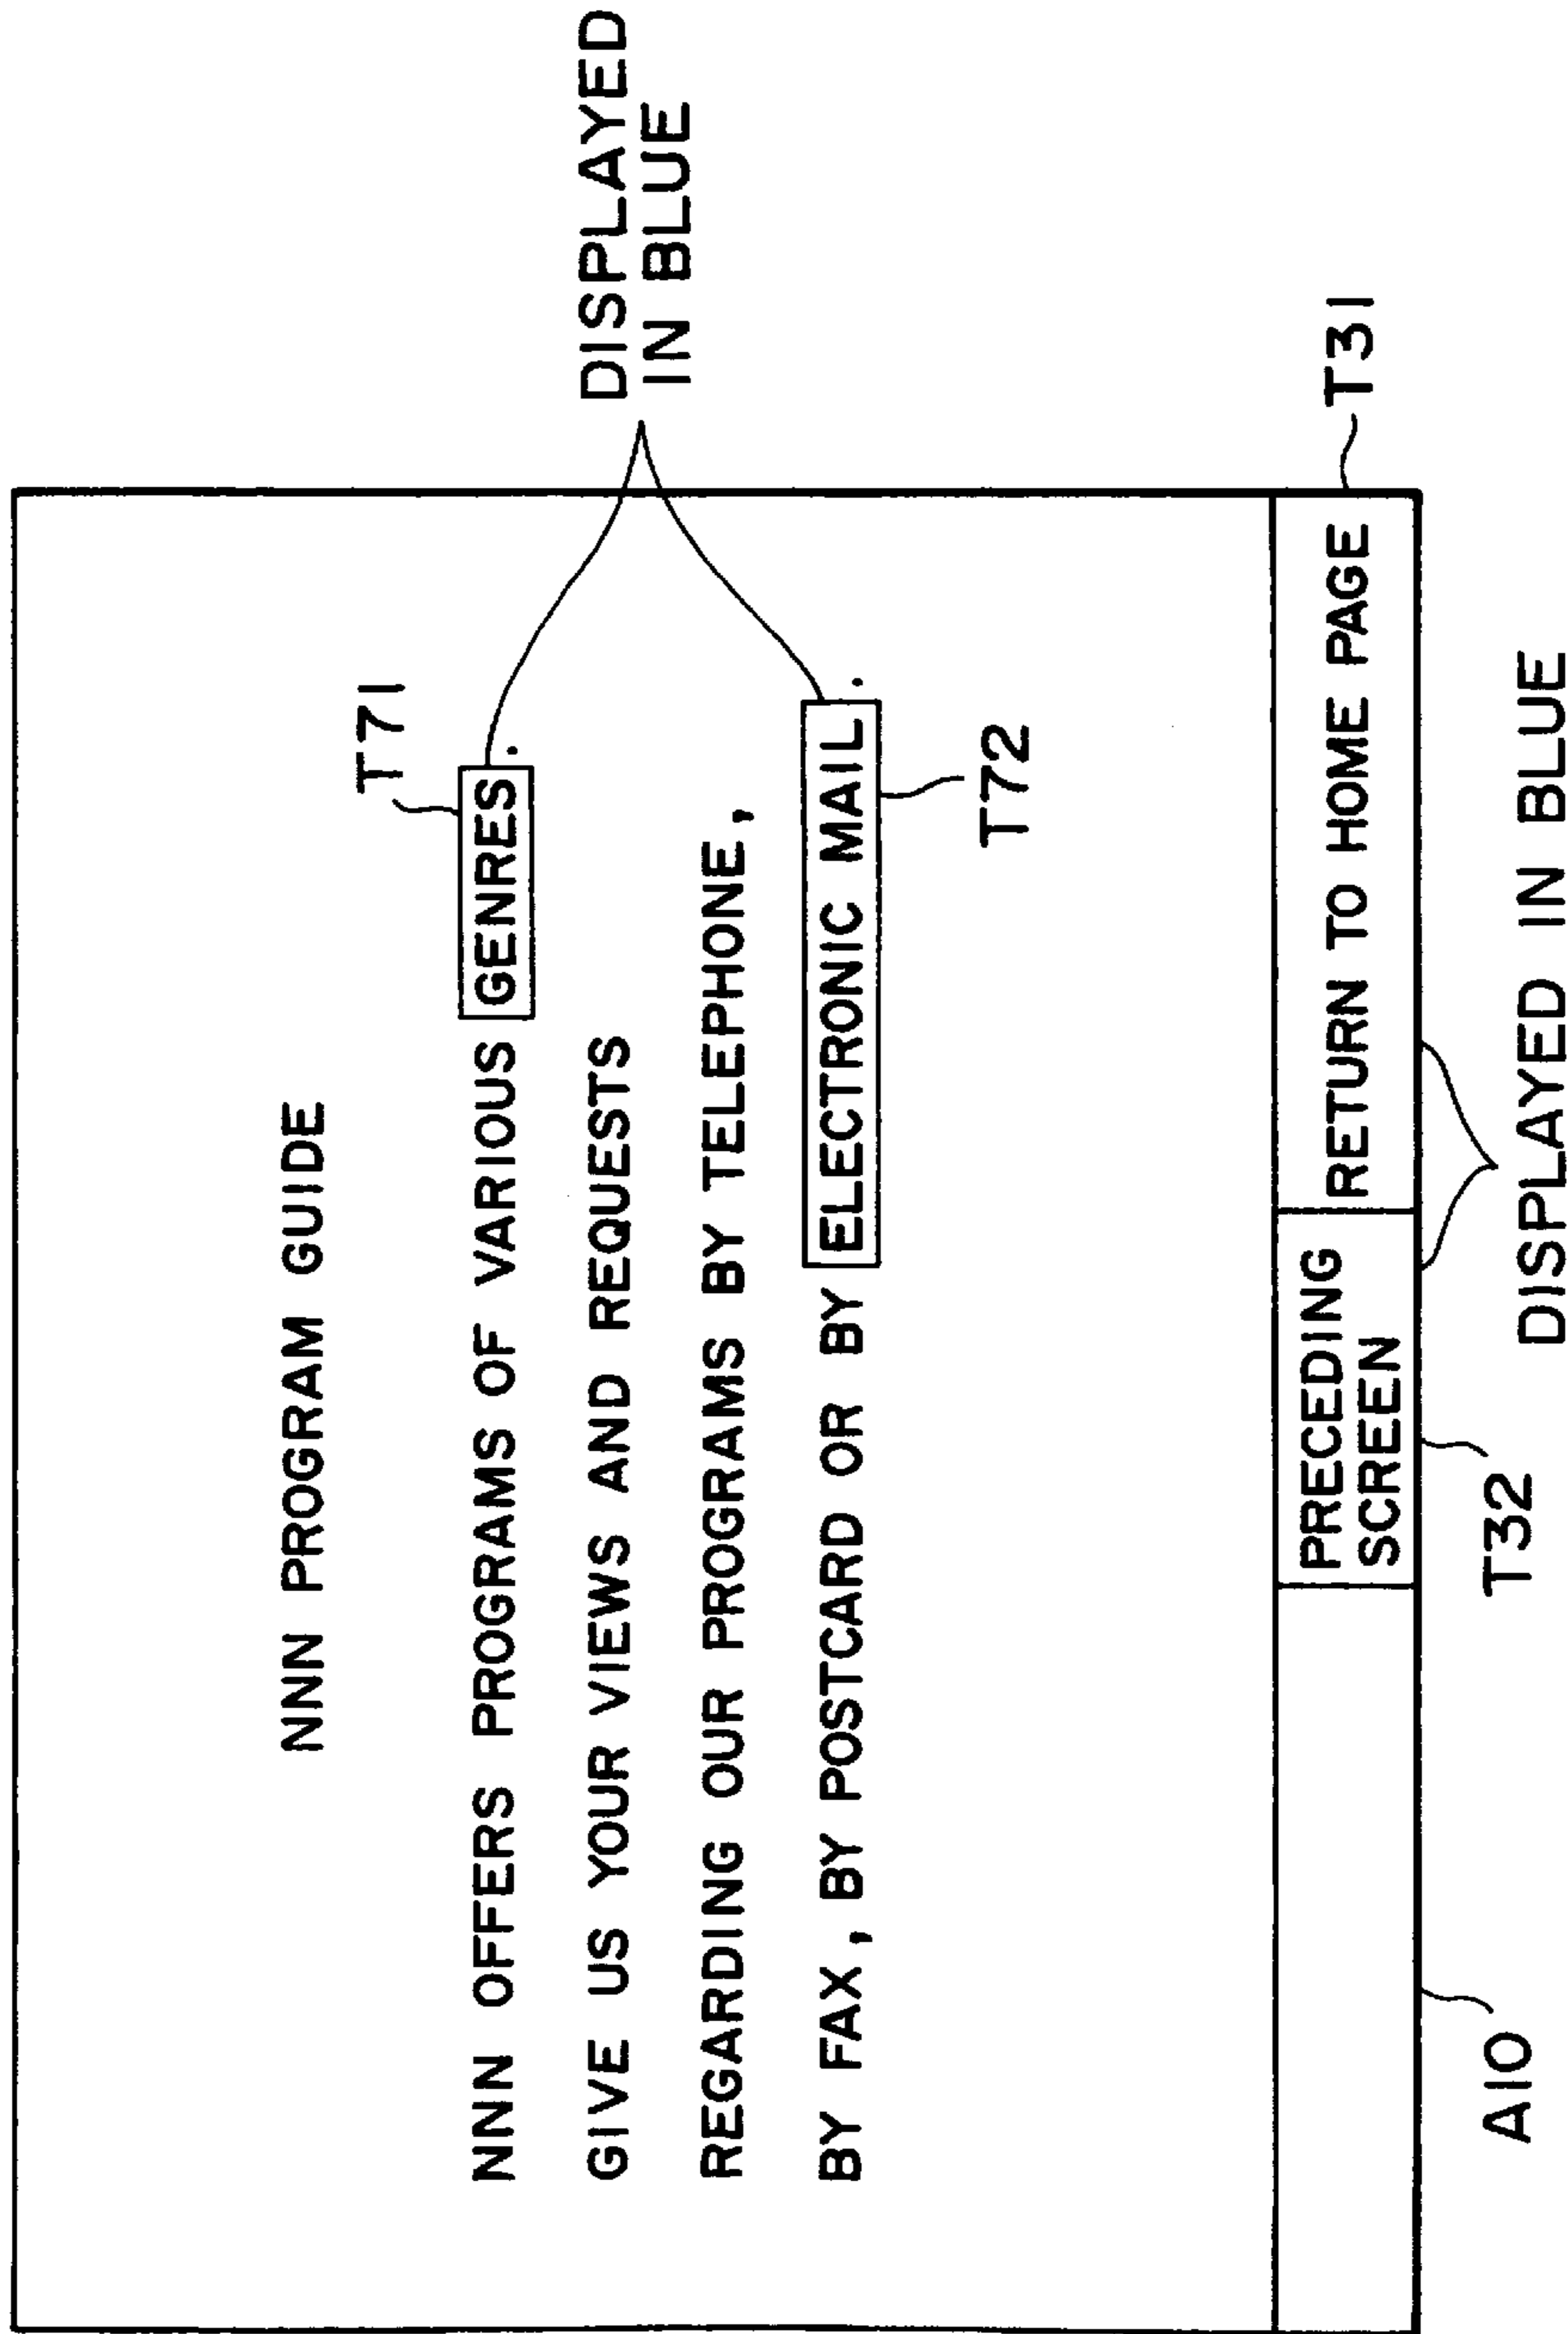 NNN PROGRAM GUIDE
T71
NNN OFFERS PROGRAMS OF VARIOUS GENRES.
DISPLAYED
IN BLUE
GIVE US YOUR VIEWS AND REQUESTS
REGARDING OUR PROGRAMS BY TELEPHONE,
BY FAX, BY POSTCARD OR BY ELECTRONIC MAIL.
T72
PRECEDING
SCREEN
RETURN TO HOME PAGE
T31
A10
T32
DISPLAYED IN BLUE